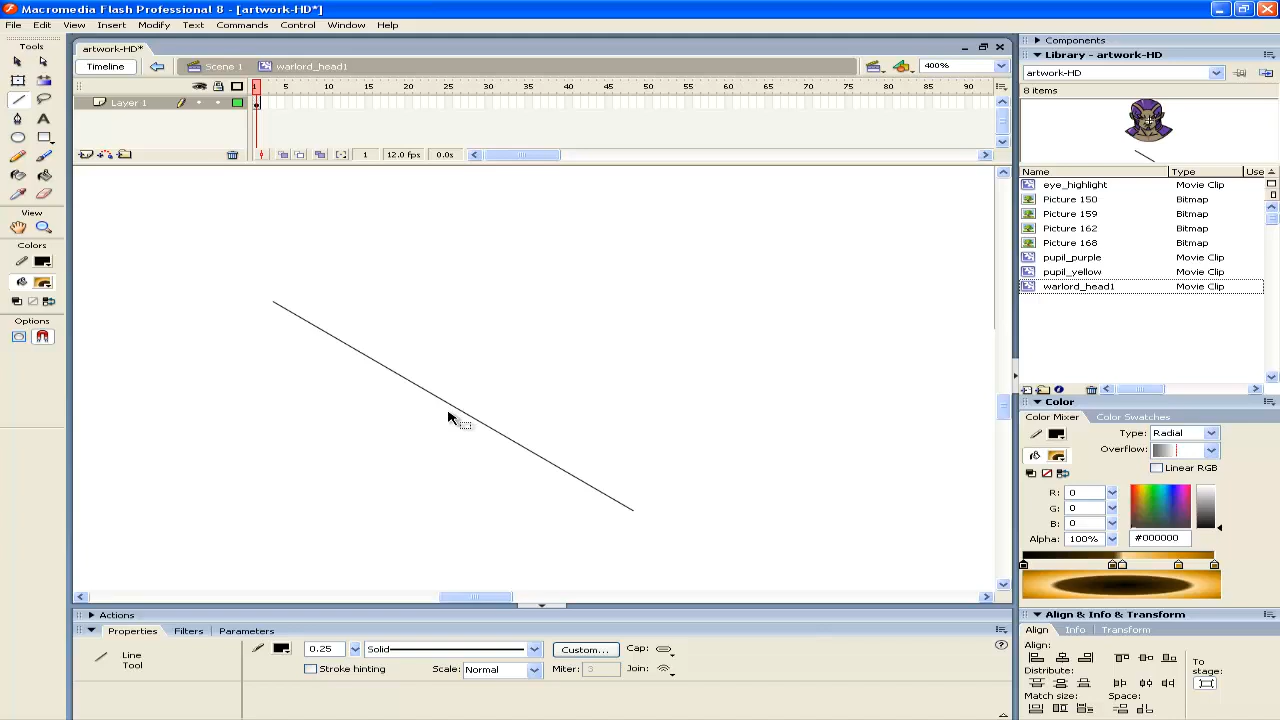 Macromedia Flash Professional 8 - [artwork-HD*]
File Edit View Insert Modify Text Commands Control Window Help
Tools
artwork-HD*
Timeline Scene 1 warlord_head1 400%
1 5 10 15 20 25 30 35 40 45 50 55 60 65 70 75 80 85 90
Layer 1
1 12.0 fps 0.0s
A
View
Colors
Options
Components
Library - artwork-HD
artwork-HD
8 items
Name Type Use
eye_highlight Movie Clip
Picture 150 Bitmap
Picture 159 Bitmap
Picture 162 Bitmap
Picture 168 Bitmap
pupil_purple Movie Clip
pupil_yellow Movie Clip
warlord_head1 Movie Clip
Color
Color Mixer Color Swatches
Type: Radial
Overflow:
Linear RGB
R: 0
G: 0
B: 0
Alpha: 100% #000000
Align & Info & Transform
Align Info Transform
Align:
Distribute:
Match size: Space:
To stage:
Actions
Properties Filters Parameters
Line Tool
0.25 Solid Custom... Cap:
Stroke hinting Scale: Normal Miter: 3 Join: